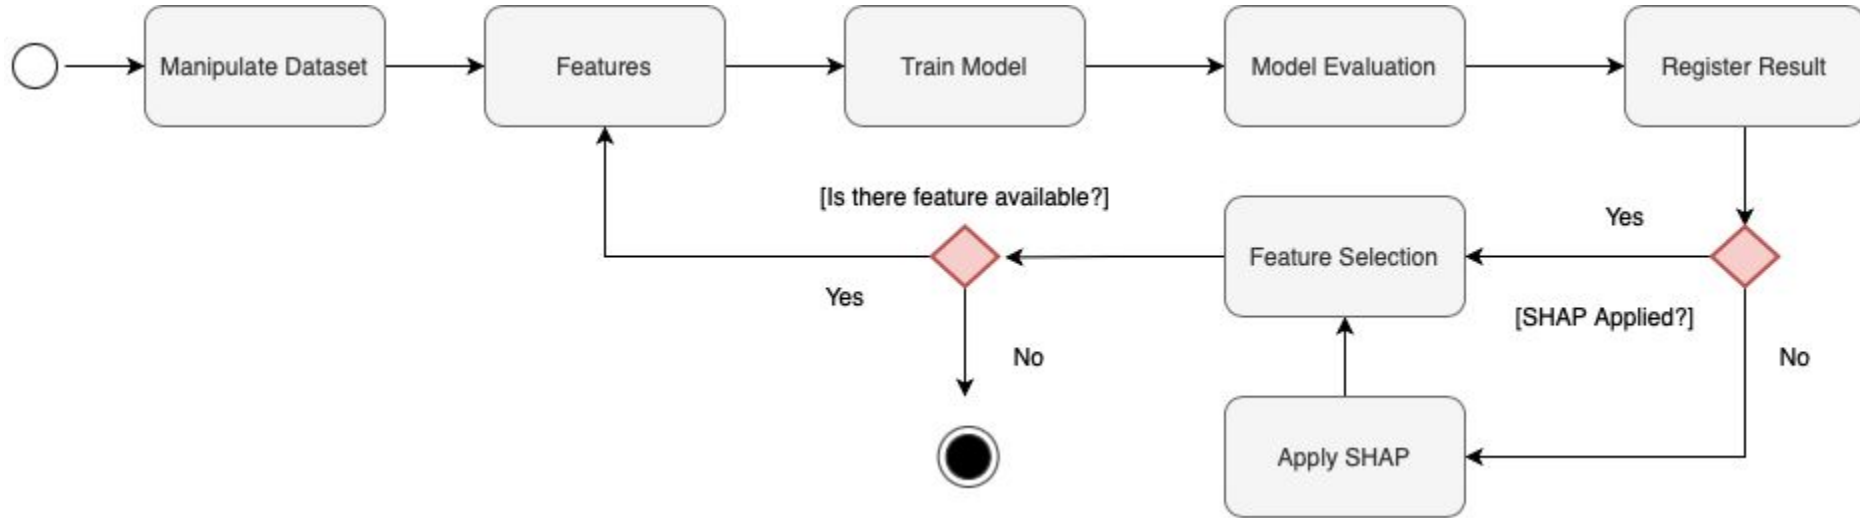 Manipulate Dataset
Features
Train Model
Model Evaluation
Register Result
[Is there feature available?]
Yes
Feature Selection
Yes
[SHAP Applied?]
No
No
Apply SHAP